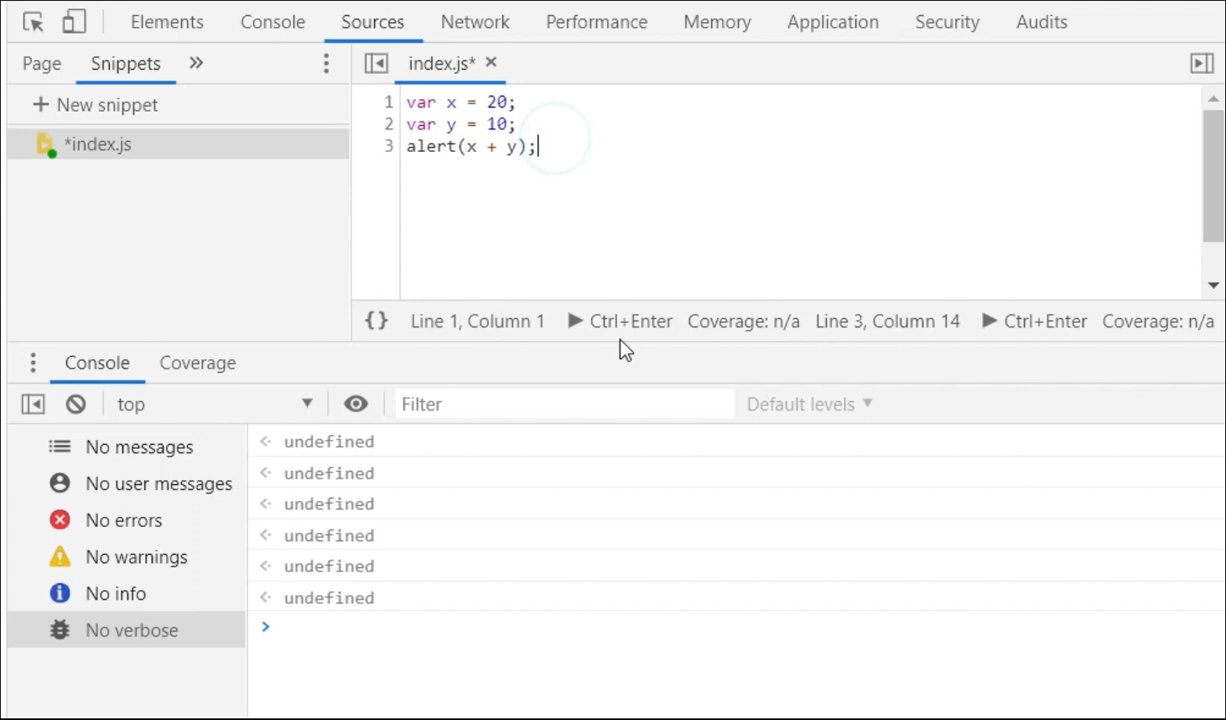 Elements Console Sources Network Performance Memory Application Security Audits
Page Snippets » index.js* ×
+ New snippet
*index.js
1 var x = 20;
2 var y = 10;
3 alert(x + y);
{} Line 1, Column 1 ▶ Ctrl+Enter Coverage: n/a Line 3, Column 14 ▶ Ctrl+Enter Coverage: n/a
Console Coverage
top ▼ Filter Default levels ▼
No messages
No user messages
No errors
No warnings
No info
No verbose
undefined
undefined
undefined
undefined
undefined
undefined
>